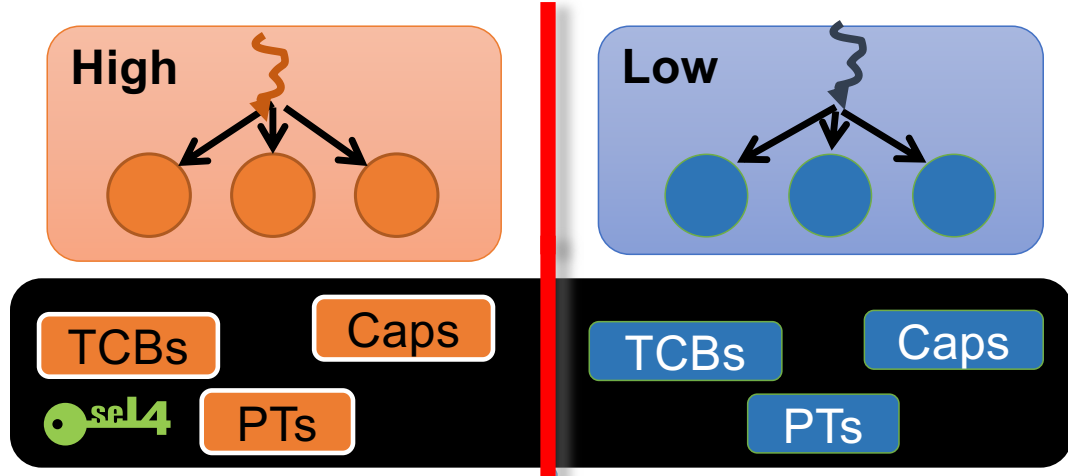 High
Low
TCBs
Caps
TCBs
Caps
seL4
PTs
PTs